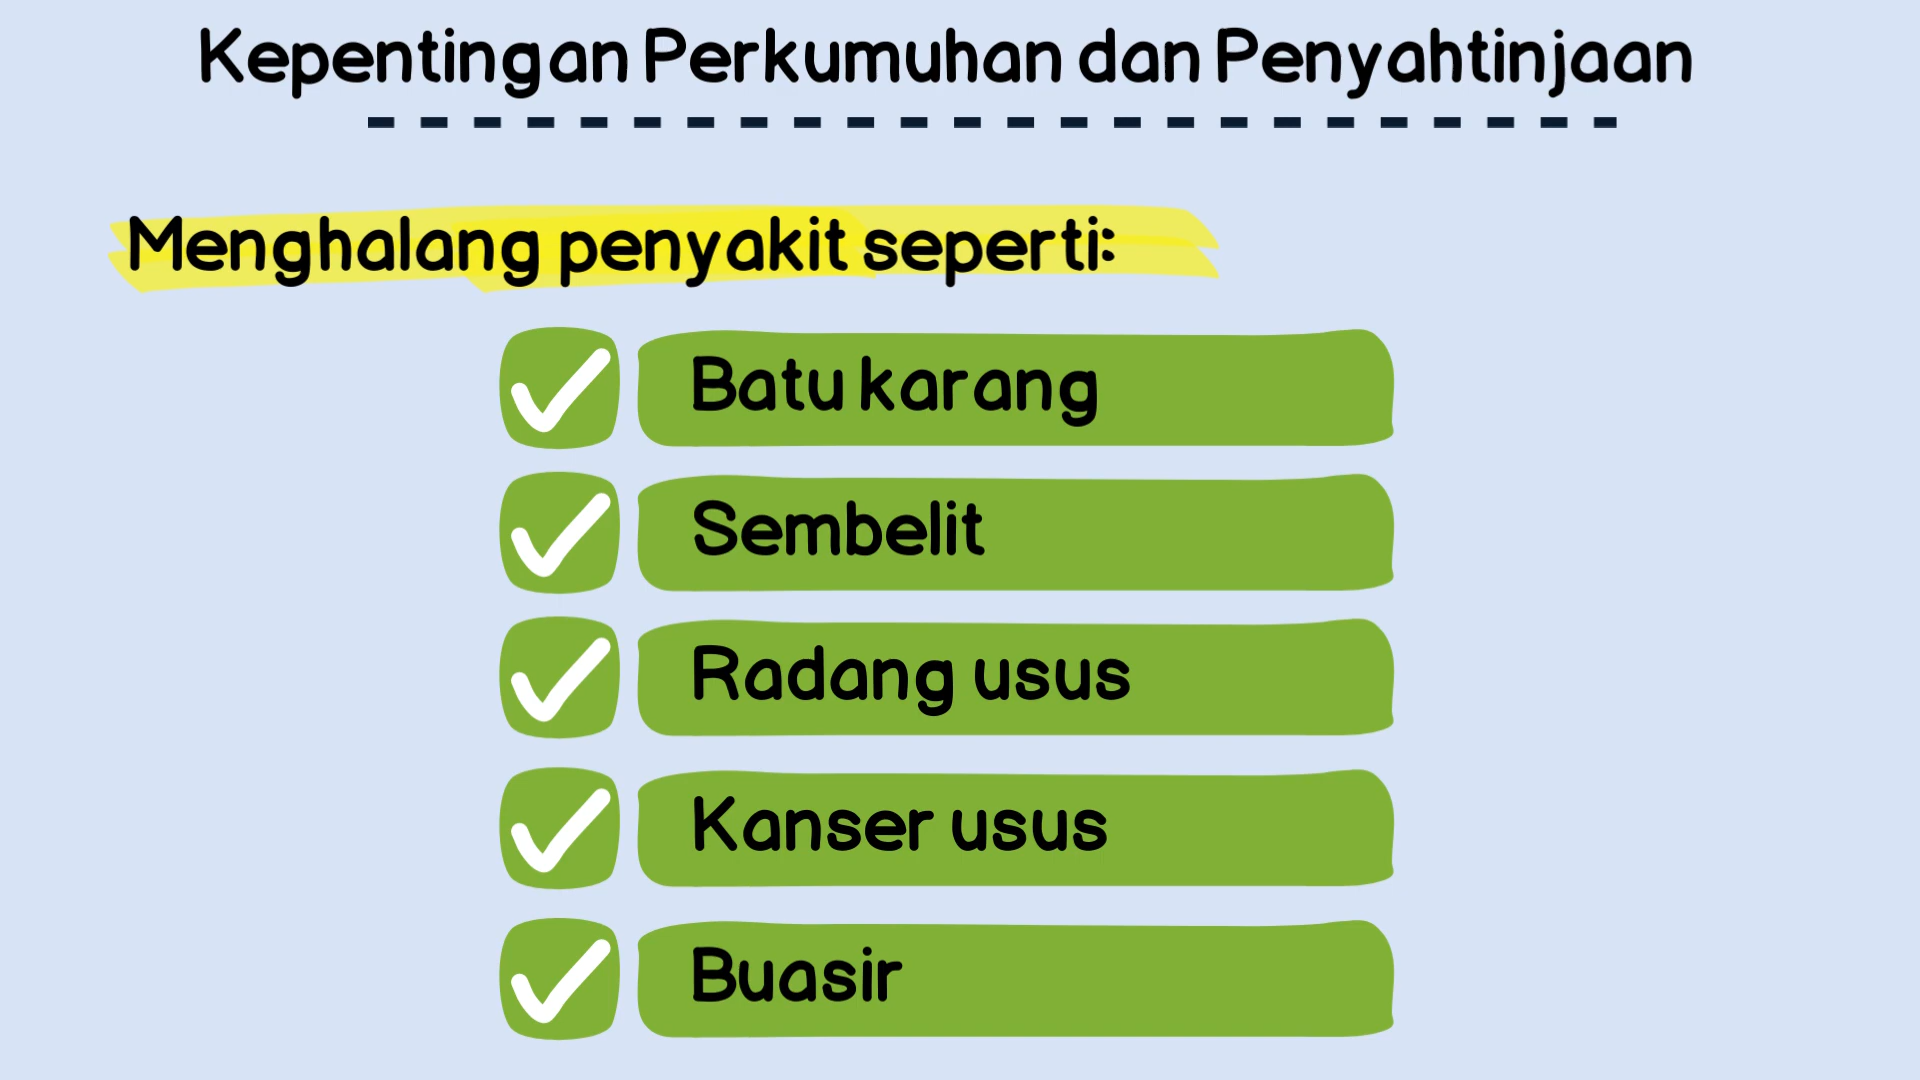 Kepentingan Perkumuhan dan Penyahtinjaan
Menghalang penyakit seperti:
Batu karang
Sembelit
Radang usus
Kanser usus
Buasir